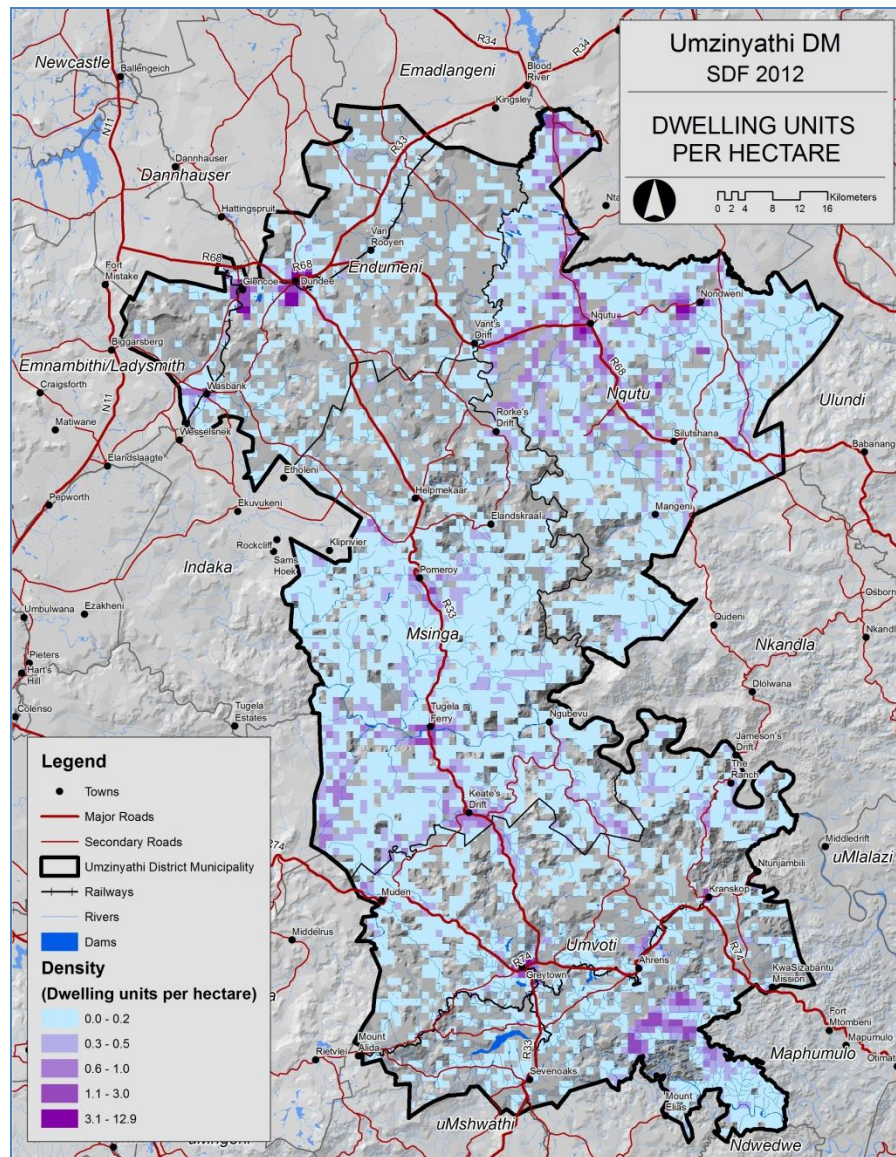 Umzinyathi DM
SDF 2012
DWELLING UNITS
PER HECTARE
Kilometers
0 2 4 8 12 16
R34
R34
Newcastle
Ballengeich
Emadlangeni
Blood
River
Kingsley
N11
R33
Dannhauser
Dannhauser
Hattingspruit
Van
Rooyen
Endumeni
R68
R68
Fort
Mistake
Glencoe
Dundee
Nondweni
Nqutu
Vant's
Drift
R68
Biggarsberg
Emnambithi/Ladysmith
Craigsforth
Wasbank
Nqutu
Ulundi
N11
Matiwane
Wesselsnek
Rorke's
Drift
Silutshana
Babanang
Elandslaagte
Etholeni
Pepworth
Helpmekaar
Ekuvukeni
Elandskraal
Mangeni
Rockcliff
Kliprivier
Sams
Hoek
Indaka
Pomeroy
Osborn
R33
Umbulwana
Ezakheni
Msinga
Qudeni
Nkandl
Nkandla
Pieters
Hart's
Hill
Dlolwana
Colenso
Tugela
Estates
Tugela
Ferry
Ngubevu
Jameson's
Drift
The
Ranch
Keate's
Drift
Middledrift
uMlalazi
R74
Ntunjambili
Muden
Kranskop
Middelrus
Umvoti
R74
R74
Greytown
Ahrens
KwaSizabantu
Mission
Fort
Mtombeni
Mapumulo
Otimati
Maphumulo
R33
Mount
Alida
Rietvlei
Sevenoaks
Mount
Elias
uMshwathi
Ndwedwe
Legend
Towns
Major Roads
Secondary Roads
Umzinyathi District Municipality
Railways
Rivers
Dams
Density
(Dwelling units per hectare)
0.0 - 0.2
0.3 - 0.5
0.6 - 1.0
1.1 - 3.0
3.1 - 12.9